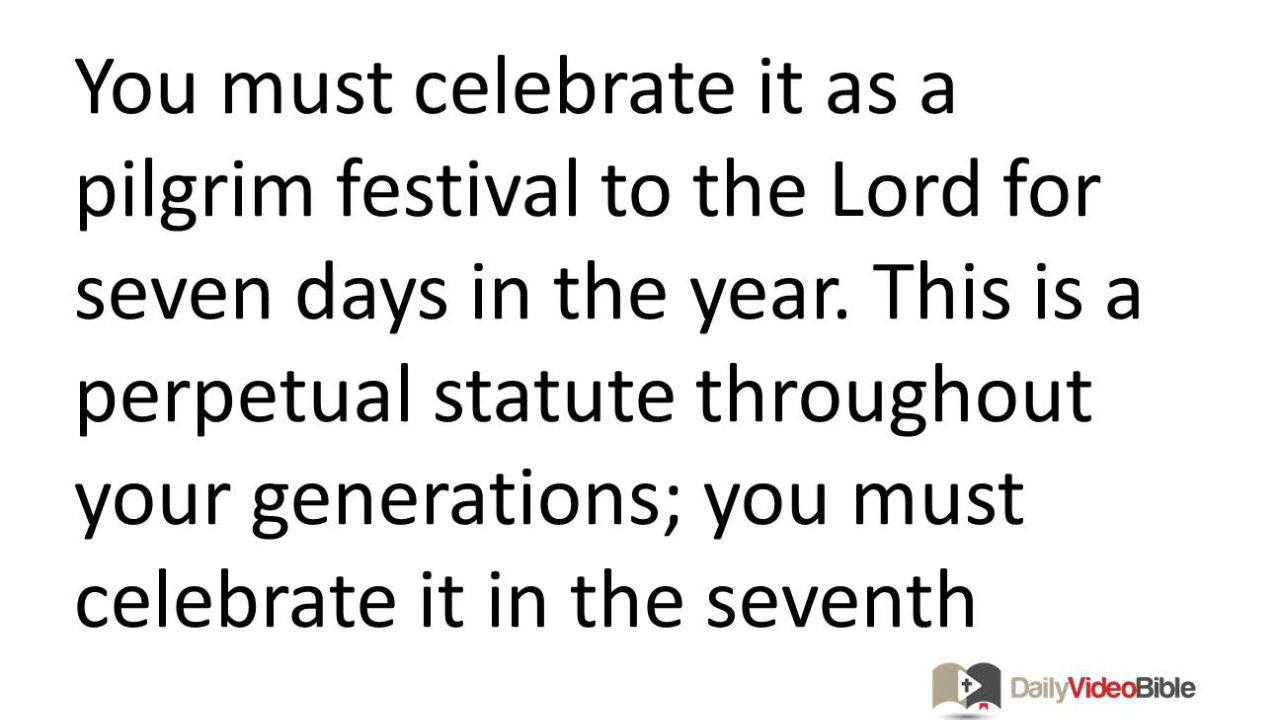 You must celebrate it as a
pilgrim festival to the Lord for
seven days in the year. This is a
perpetual statute throughout
your generations; you must
celebrate it in the seventh
DailyVideoBible